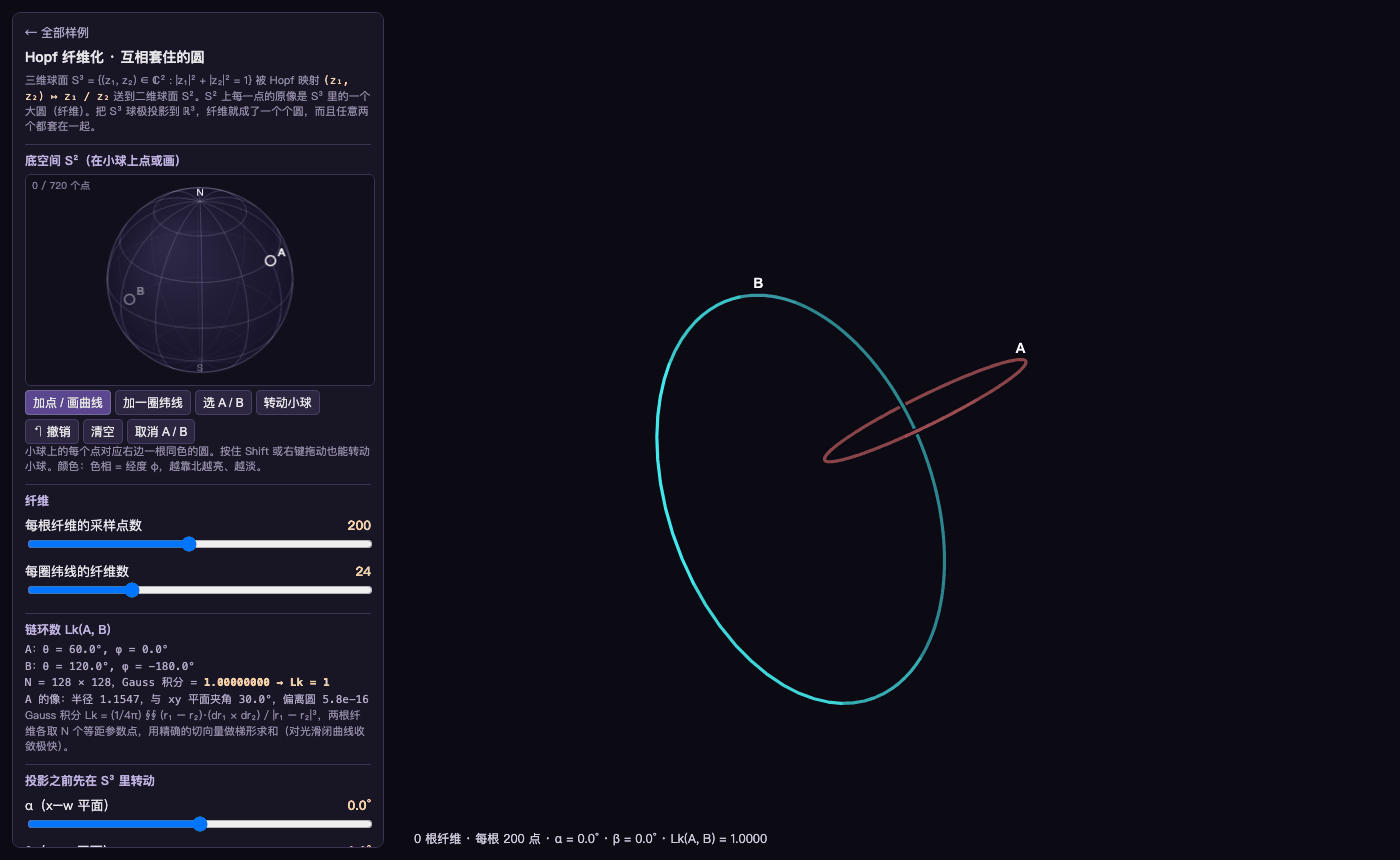 ← 全部样例
Hopf 纤维化 · 互相套住的圆
三维球面 S³ = {(z₁, z₂) ∈ ℂ² : |z₁|² + |z₂|² = 1} 被 Hopf 映射 (z₁,
z₂) ↦ z₁ / z₂ 送到二维球面 S²。S² 上每一点的原像是 S³ 里的一个
大圆（纤维）。把 S³ 球极投影到 ℝ³，纤维就成了一个个圆，而且任意两
个都套在一起。
底空间 S²（在小球上点或画）
0 / 720 个点
N
A
B
S
加点 / 画曲线 加一圈纬线 选 A / B 转动小球
↰ 撤销 清空 取消 A / B
小球上的每个点对应右边一根同色的圆。按住 Shift 或右键拖动也能转动
小球。颜色：色相 = 经度 φ，越靠北越亮、越淡。
纤维
每根纤维的采样点数 200
每圈纬线的纤维数 24
链环数 Lk(A, B)
A: θ = 60.0°, φ = 0.0°
B: θ = 120.0°, φ = −180.0°
N = 128 × 128, Gauss 积分 = 1.00000000 → Lk = 1
A 的像: 半径 1.1547, 与 xy 平面夹角 30.0°, 偏离圆 5.8e-16
Gauss 积分 Lk = (1/4π) ∯ (r₁ − r₂)·(dr₁ × dr₂) / |r₁ − r₂|³，两根纤
维各取 N 个等距参数点，用精确的切向量做梯形求和（对光滑闭曲线收
敛极快）。
投影之前先在 S³ 里转动
α（x—w 平面） 0.0°
B
A
0 根纤维 · 每根 200 点 · α = 0.0° · β = 0.0° · Lk(A, B) = 1.0000